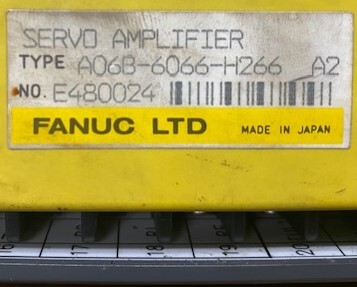 SERVO AMPLIFIER
TYPE A06B-6066-H266 A2
NO. E480024
FANUC LTD MADE IN JAPAN
17 18 19 20